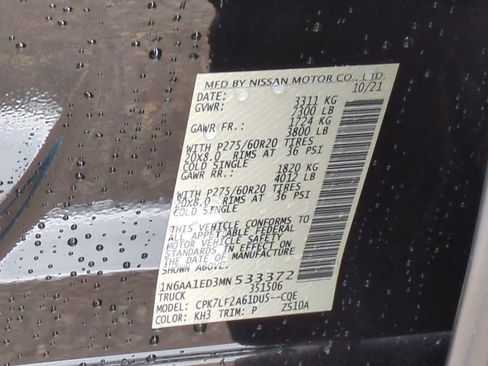 MFD BY NISSAN MOTOR CO., LTD.
DATE: 10/21
GVWR: 3311 KG
7300 LB
GAWR FR.: 1724 KG
3800 LB
WITH P275/60R20 TIRES
20X8.0 RIMS AT 36 PSI
COLD SINGLE
GAWR RR.: 1820 KG
4012 LB
WITH P275/60R20 TIRES
20X8.0 RIMS AT 36 PSI
COLD SINGLE
THIS VEHICLE CONFORMS TO
ALL APPLICABLE FEDERAL
MOTOR VEHICLE SAFETY
STANDARDS IN EFFECT ON
THE DATE OF MANUFACTURE
SHOWN ABOVE.
1N6AA1ED3MN533372
TRUCK 351506
MODEL: CPK7LF2A61DU5--CQE
COLOR: KH3 TRIM: P ZS10A